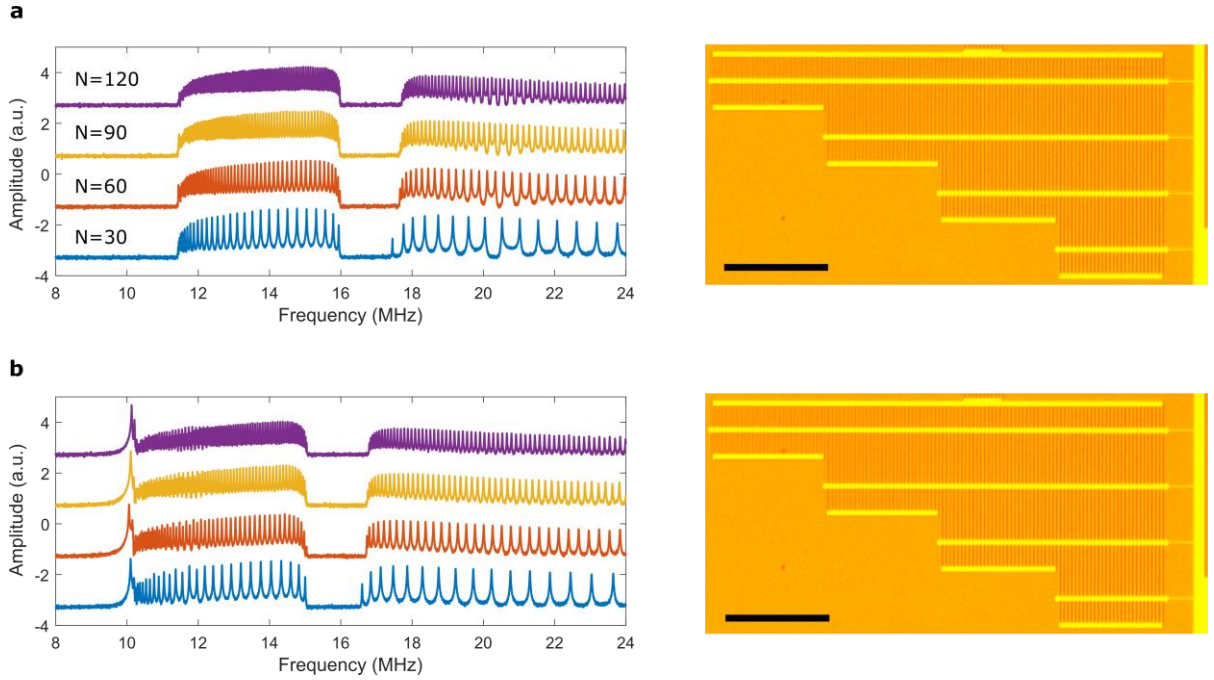 a
N=120
N=90
N=60
N=30
4
2
0
-2
-4
Amplitude (a.u.)
8 10 12 14 16 18 20 22 24
Frequency (MHz)
b
4
2
0
-2
-4
Amplitude (a.u.)
8 10 12 14 16 18 20 22 24
Frequency (MHz)